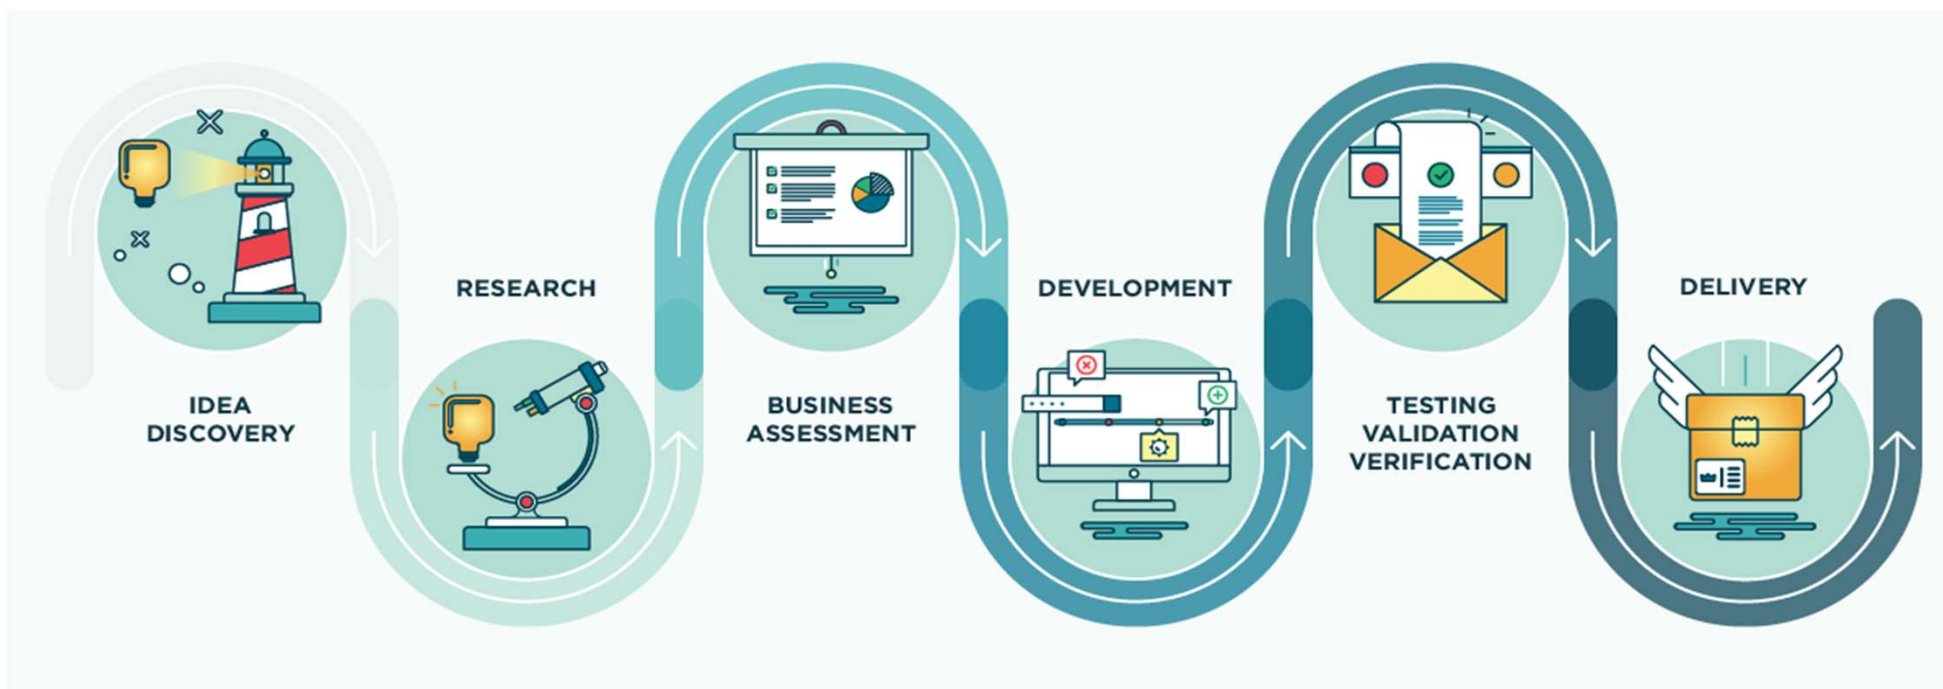 IDEA
DISCOVERY
RESEARCH
BUSINESS
ASSESSMENT
DEVELOPMENT
TESTING
VALIDATION
VERIFICATION
DELIVERY